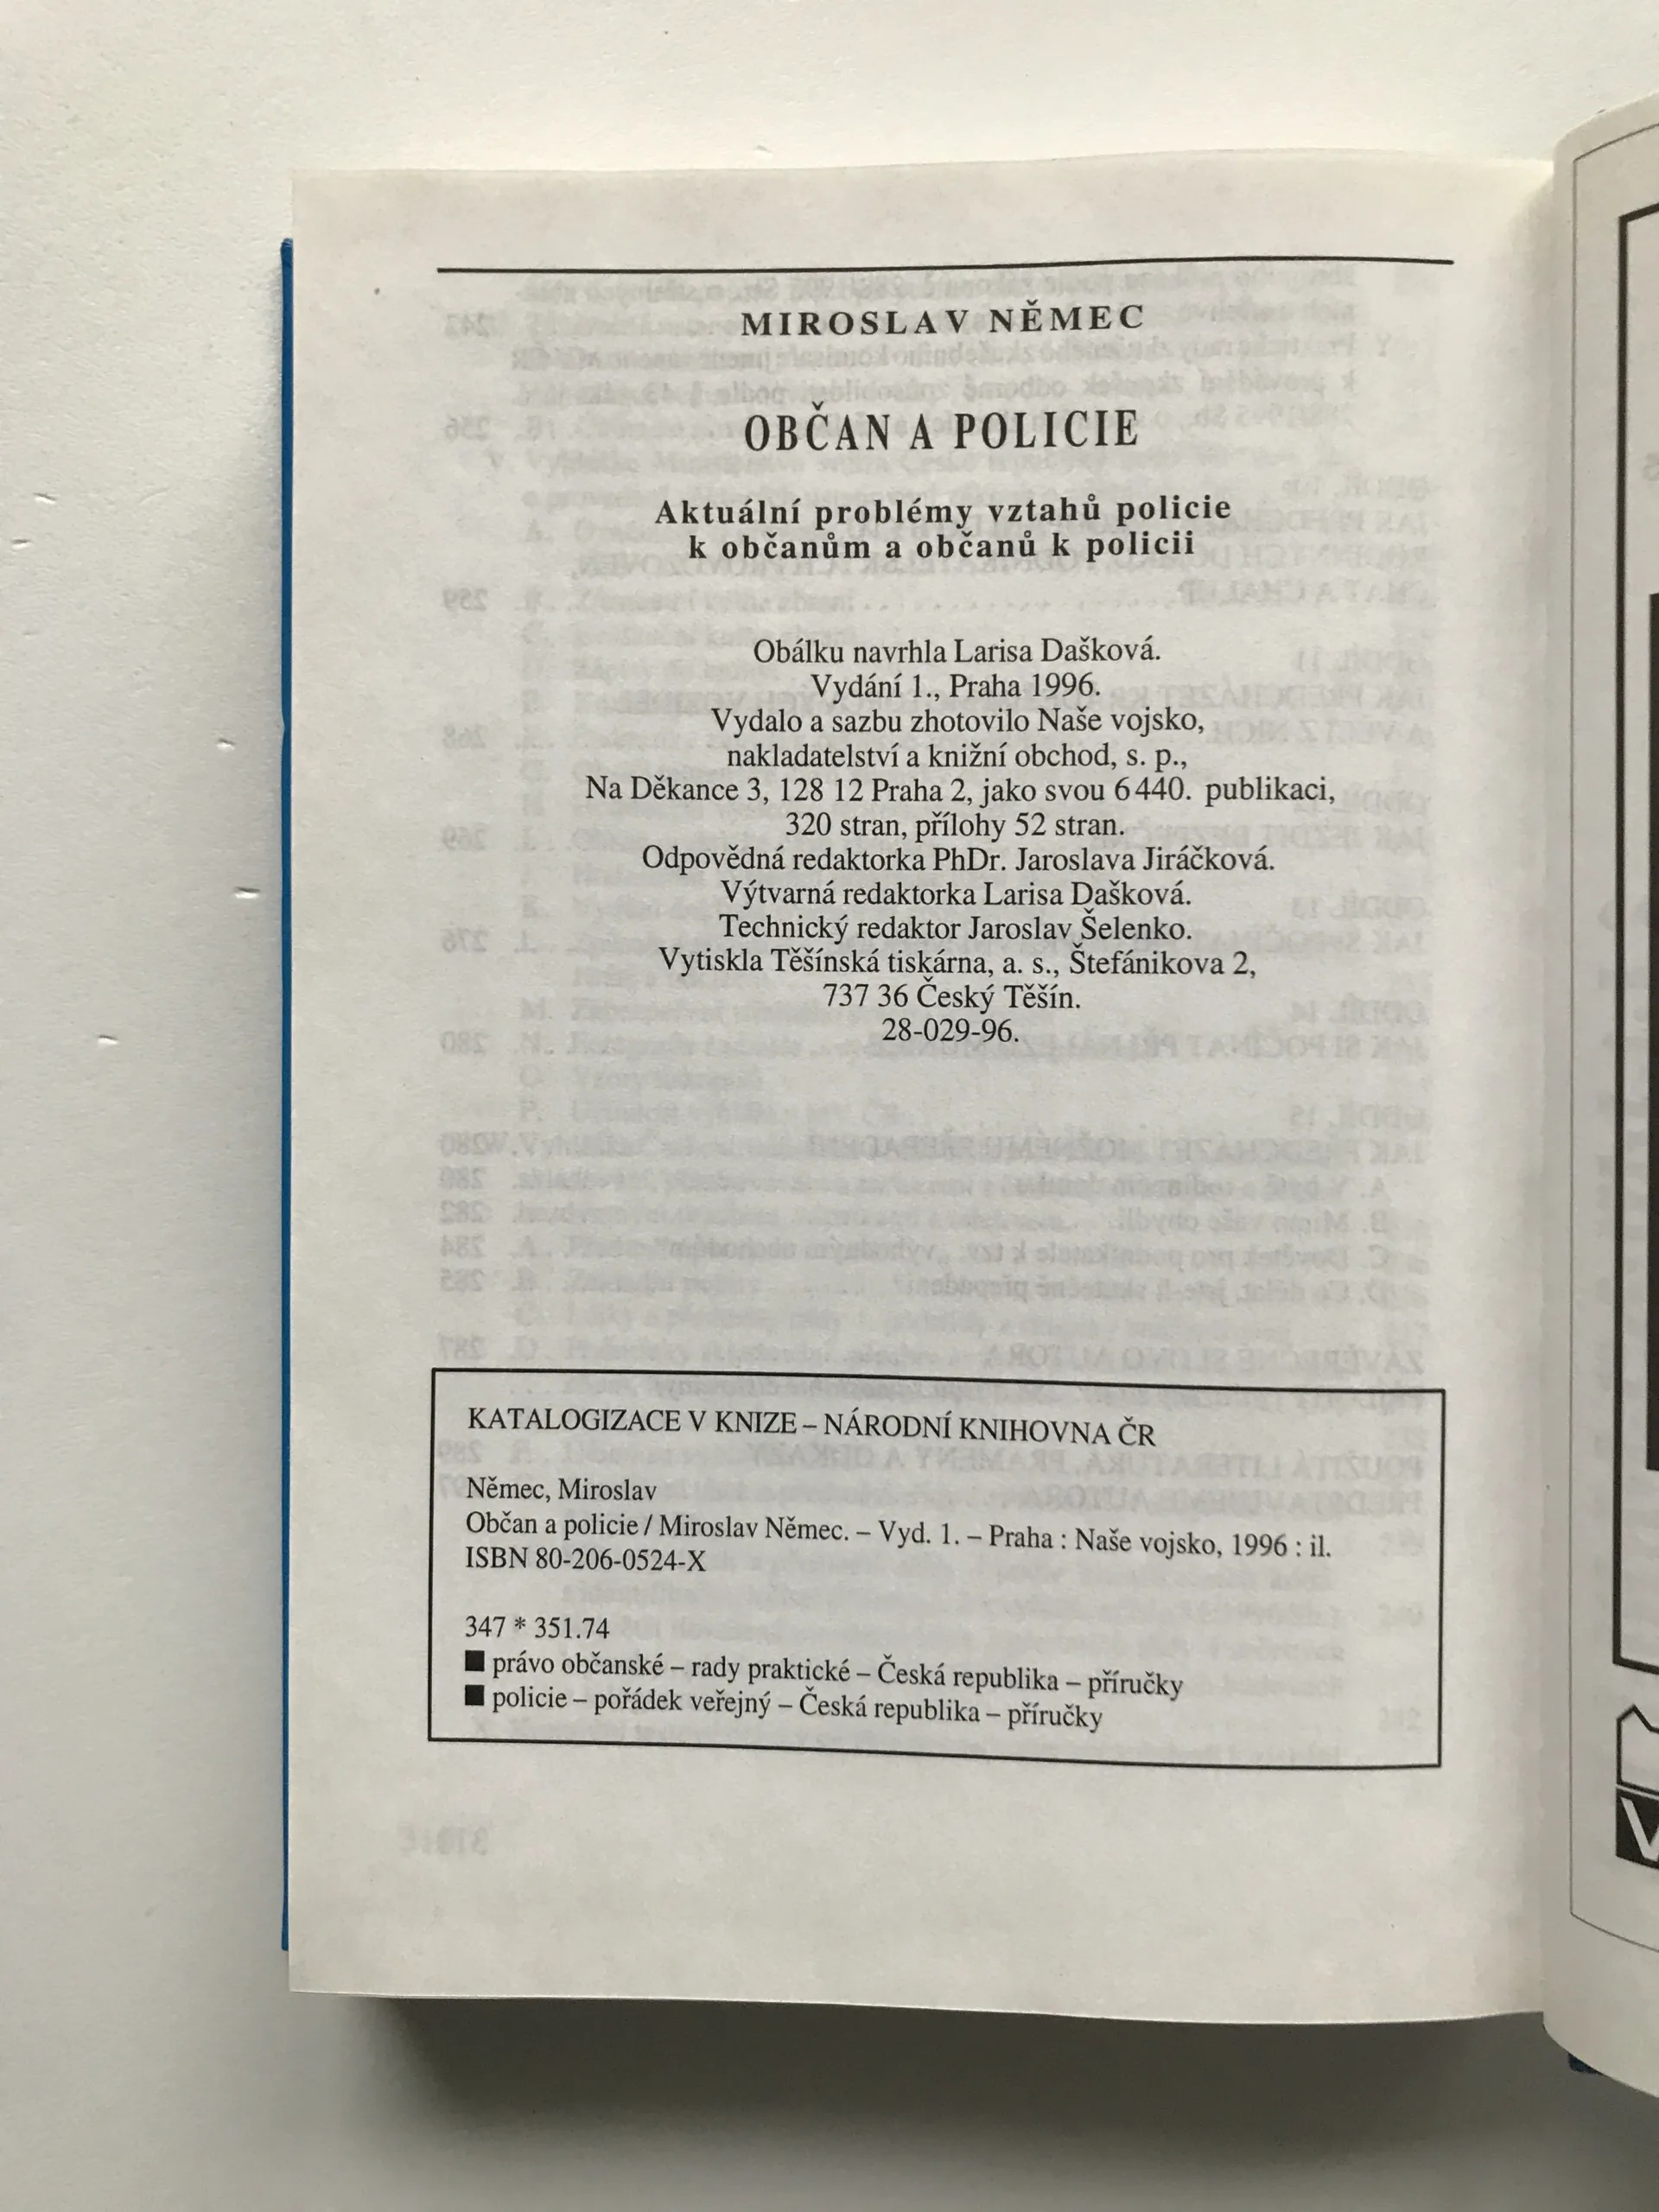 MIROSLAV NĚMEC
OBČAN A POLICIE
Aktuální problémy vztahů policie
k občanům a občanů k policii
Obálku navrhla Larisa Dašková.
Vydání 1., Praha 1996.
Vydalo a sazbu zhotovilo Naše vojsko,
nakladatelství a knižní obchod, s. p.,
Na Děkance 3, 128 12 Praha 2, jako svou 6 440. publikaci,
320 stran, přílohy 52 stran.
Odpovědná redaktorka PhDr. Jaroslava Jiráčková.
Výtvarná redaktorka Larisa Dašková.
Technický redaktor Jaroslav Šelenko.
Vytiskla Těšínská tiskárna, a. s., Štefánikova 2,
737 36 Český Těšín.
28-029-96.
KATALOGIZACE V KNIZE – NÁRODNÍ KNIHOVNA ČR
Němec, Miroslav
Občan a policie / Miroslav Němec. – Vyd. 1. – Praha : Naše vojsko, 1996 : il.
ISBN 80-206-0524-X
347 * 351.74
■ právo občanské – rady praktické – Česká republika – příručky
■ policie – pořádek veřejný – Česká republika – příručky